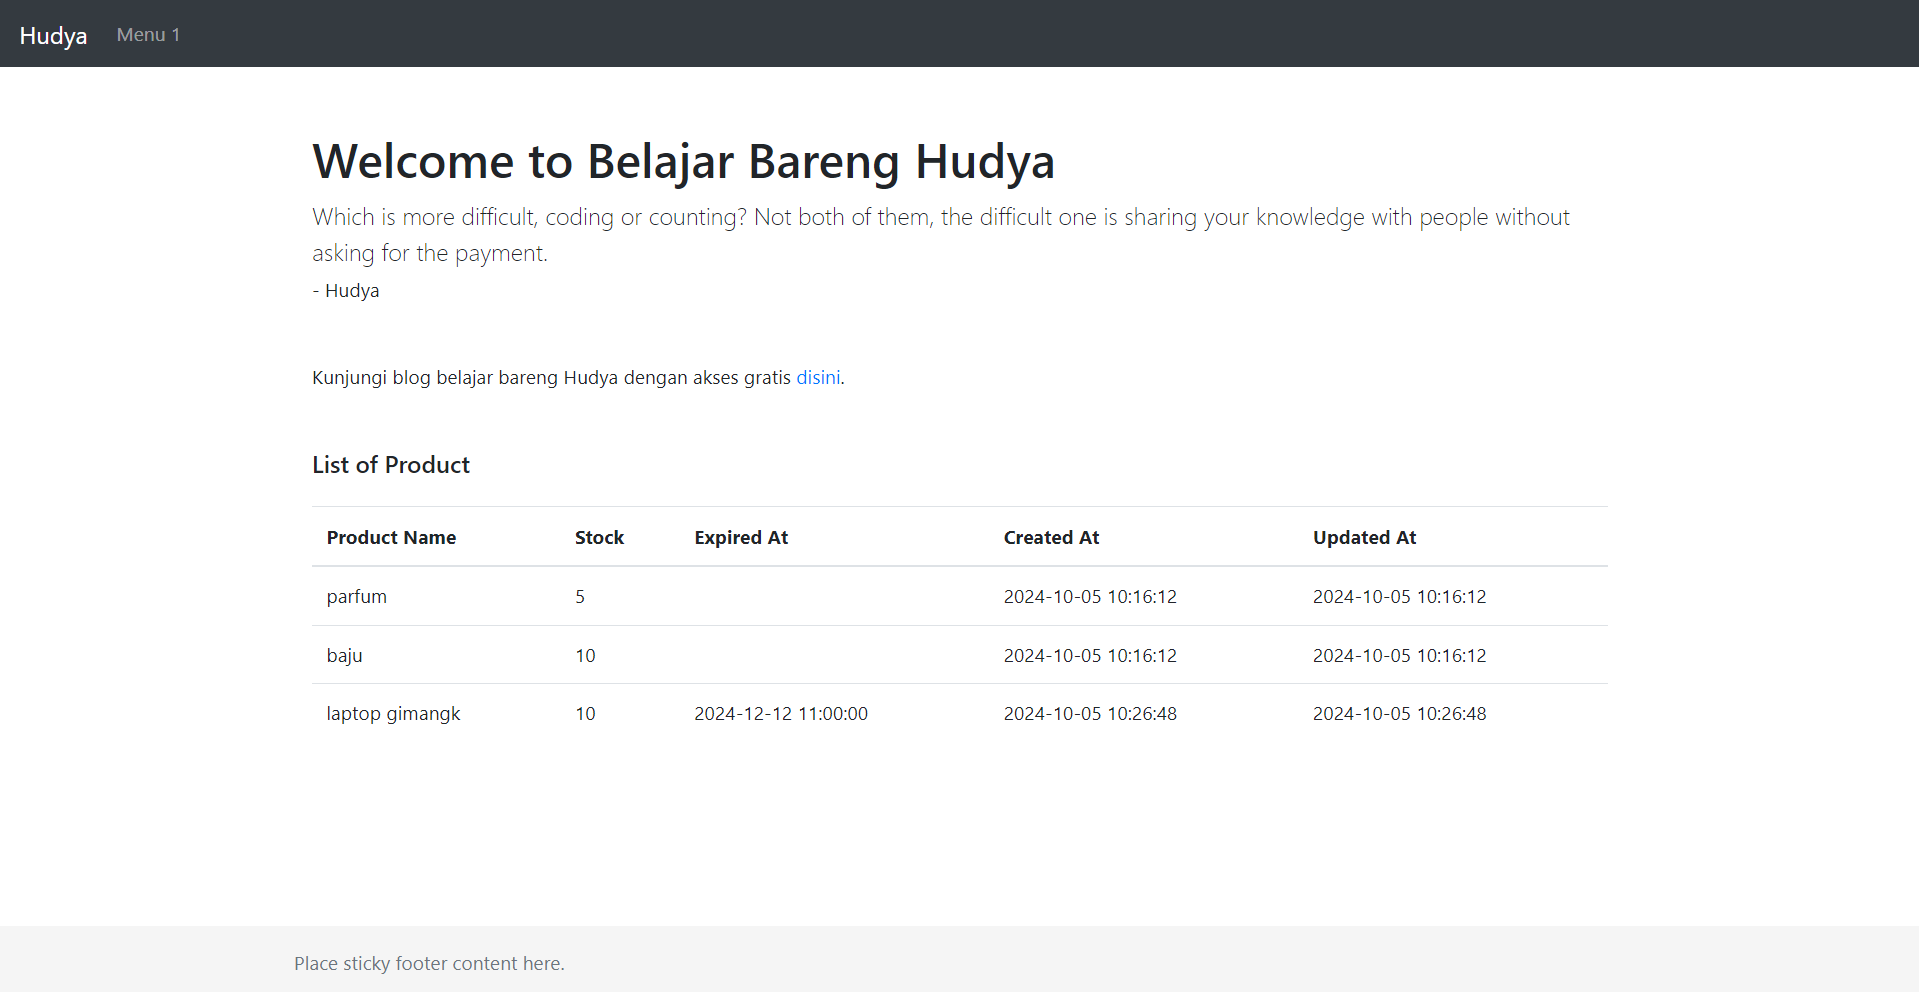 Hudya Menu 1
Welcome to Belajar Bareng Hudya
Which is more difficult, coding or counting? Not both of them, the difficult one is sharing your knowledge with people without
asking for the payment.
- Hudya
Kunjungi blog belajar bareng Hudya dengan akses gratis disini.
List of Product
Product Name Stock Expired At Created At Updated At
parfum 5 2024-10-05 10:16:12 2024-10-05 10:16:12
baju 10 2024-10-05 10:16:12 2024-10-05 10:16:12
laptop gimangk 10 2024-12-12 11:00:00 2024-10-05 10:26:48 2024-10-05 10:26:48
Place sticky footer content here.